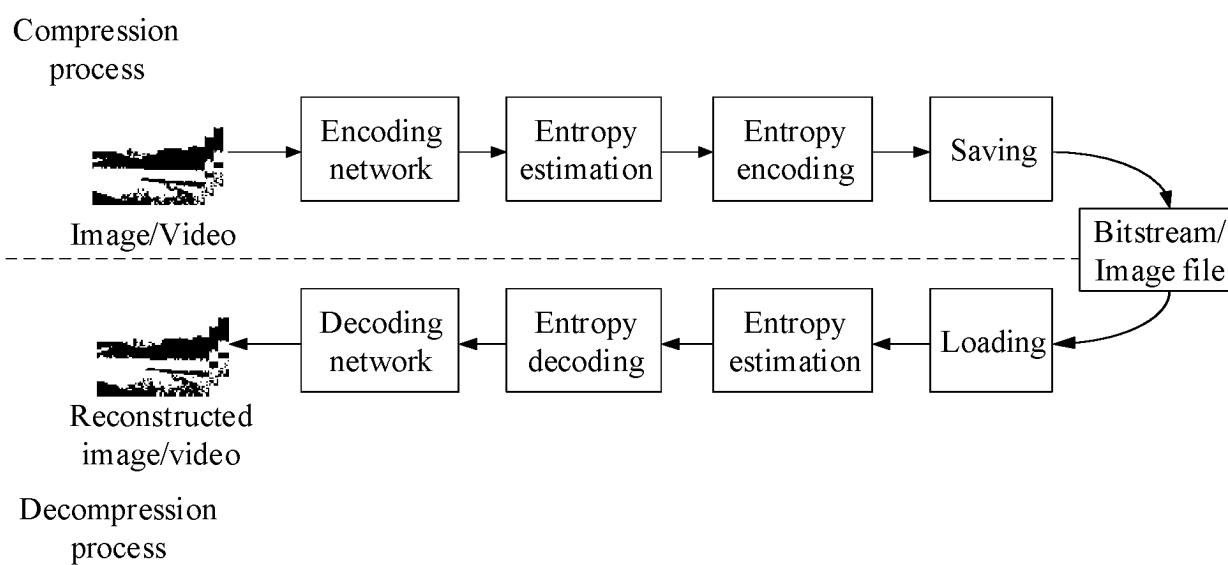 Compression
process
Encoding
network
Entropy
estimation
Entropy
encoding
Saving
Image/Video
Bitstream/
Image file
Decoding
network
Entropy
decoding
Entropy
estimation
Loading
Reconstructed
image/video
Decompression
process